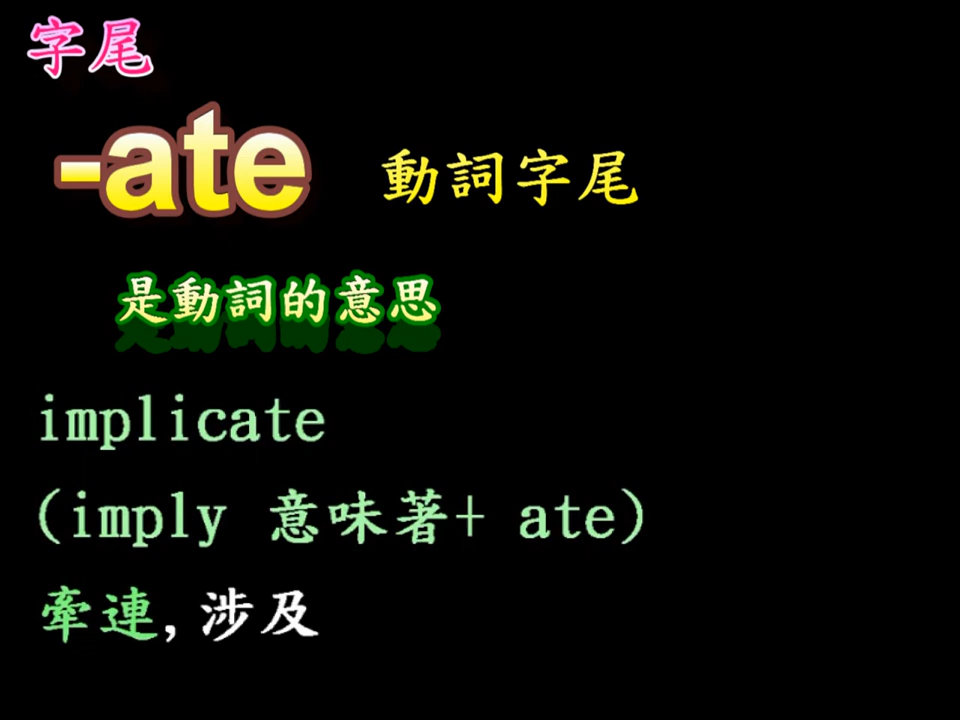 字尾
-ate 動詞字尾
是動詞的意思
implicate
(imply 意味著+ ate)
牽連,涉及